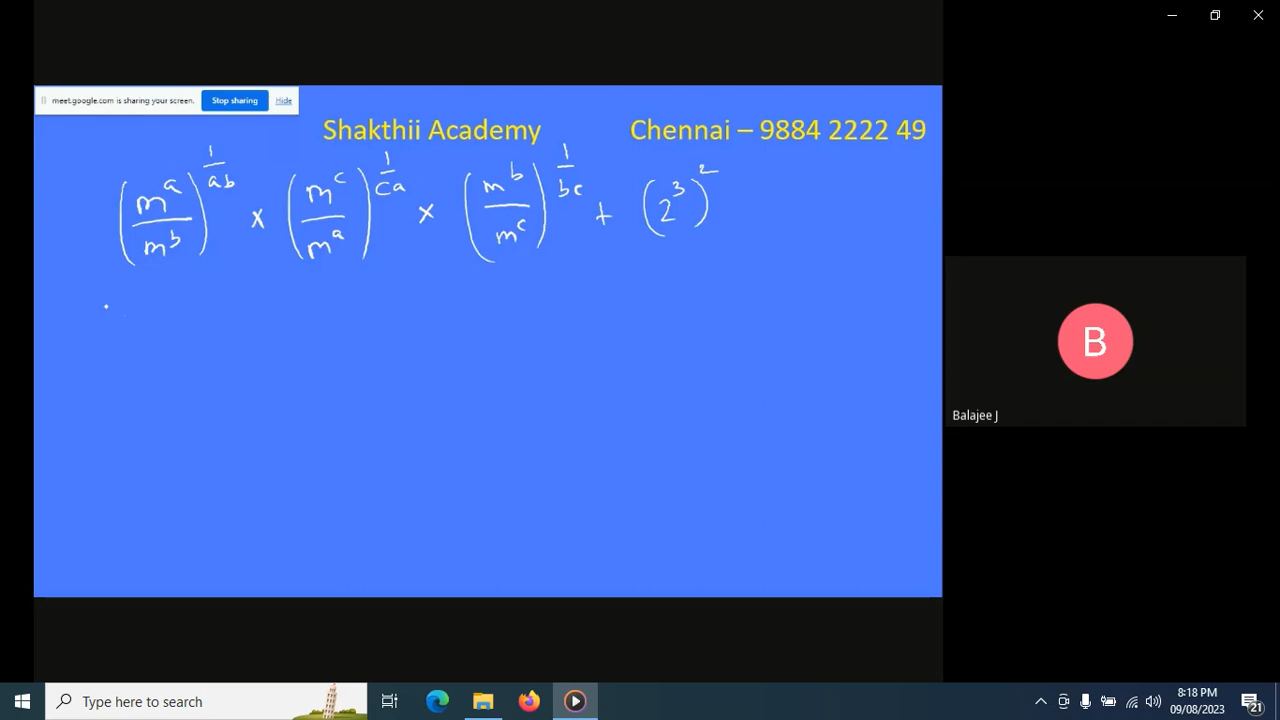 meet.google.com is sharing your screen. Stop sharing Hide
Shakthii Academy Chennai – 9884 2222 49
(m^a/m^b)^(1/ab) × (m^c/m^a)^(1/ca) × (m^b/m^c)^(1/bc) + (2^3)^2
B
Balajee J
Type here to search
8:18 PM
09/08/2023
21